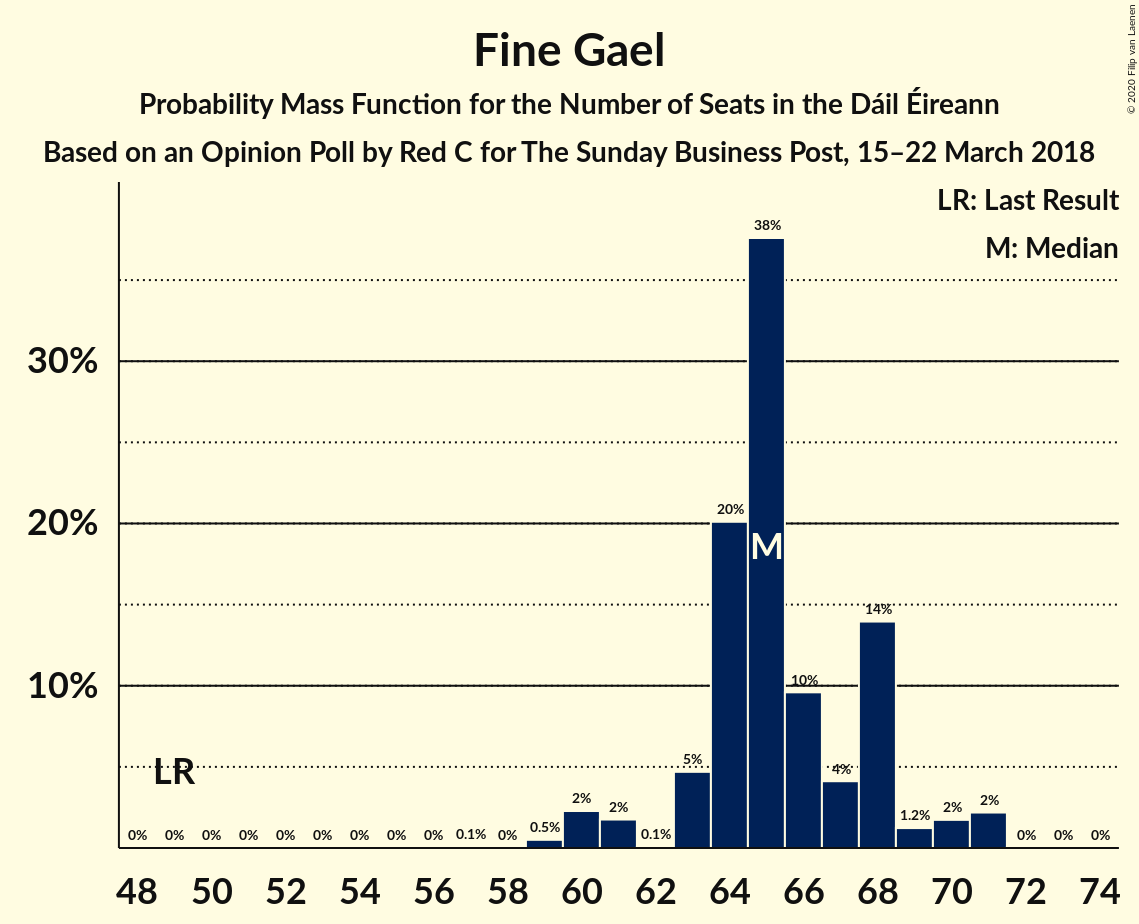 Fine Gael
Probability Mass Function for the Number of Seats in the Dáil Éireann
Based on an Opinion Poll by Red C for The Sunday Business Post, 15–22 March 2018
© 2020 Filip van Laenen
LR: Last Result
M: Median
38%
30%
20%
20%
M
14%
10%
10%
5%
4%
LR
2%
2%
2%
2%
1.2%
0.5%
0% 0% 0% 0% 0% 0% 0% 0% 0% 0.1% 0% 0.1% 0% 0% 0%
48 50 52 54 56 58 60 62 64 66 68 70 72 74